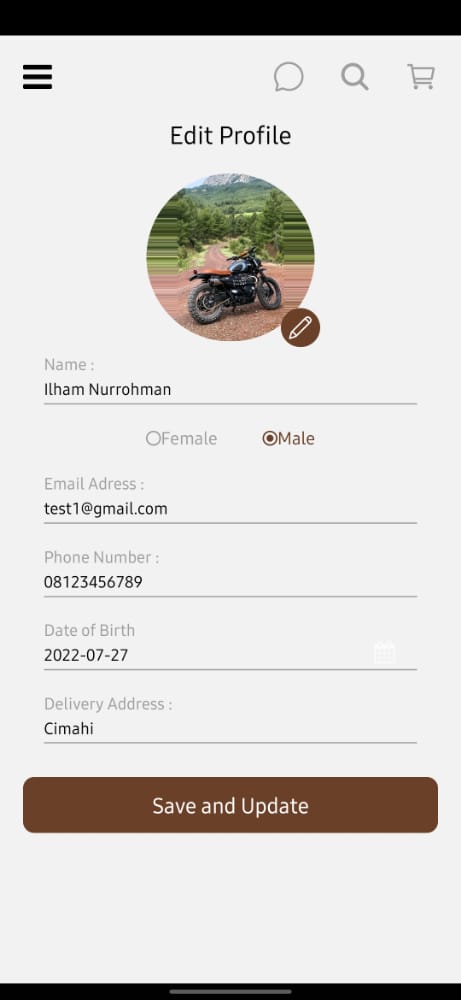 Edit Profile
Name :
Ilham Nurrohman
Female Male
Email Adress :
test1@gmail.com
Phone Number :
08123456789
Date of Birth
2022-07-27
Delivery Address :
Cimahi
Save and Update